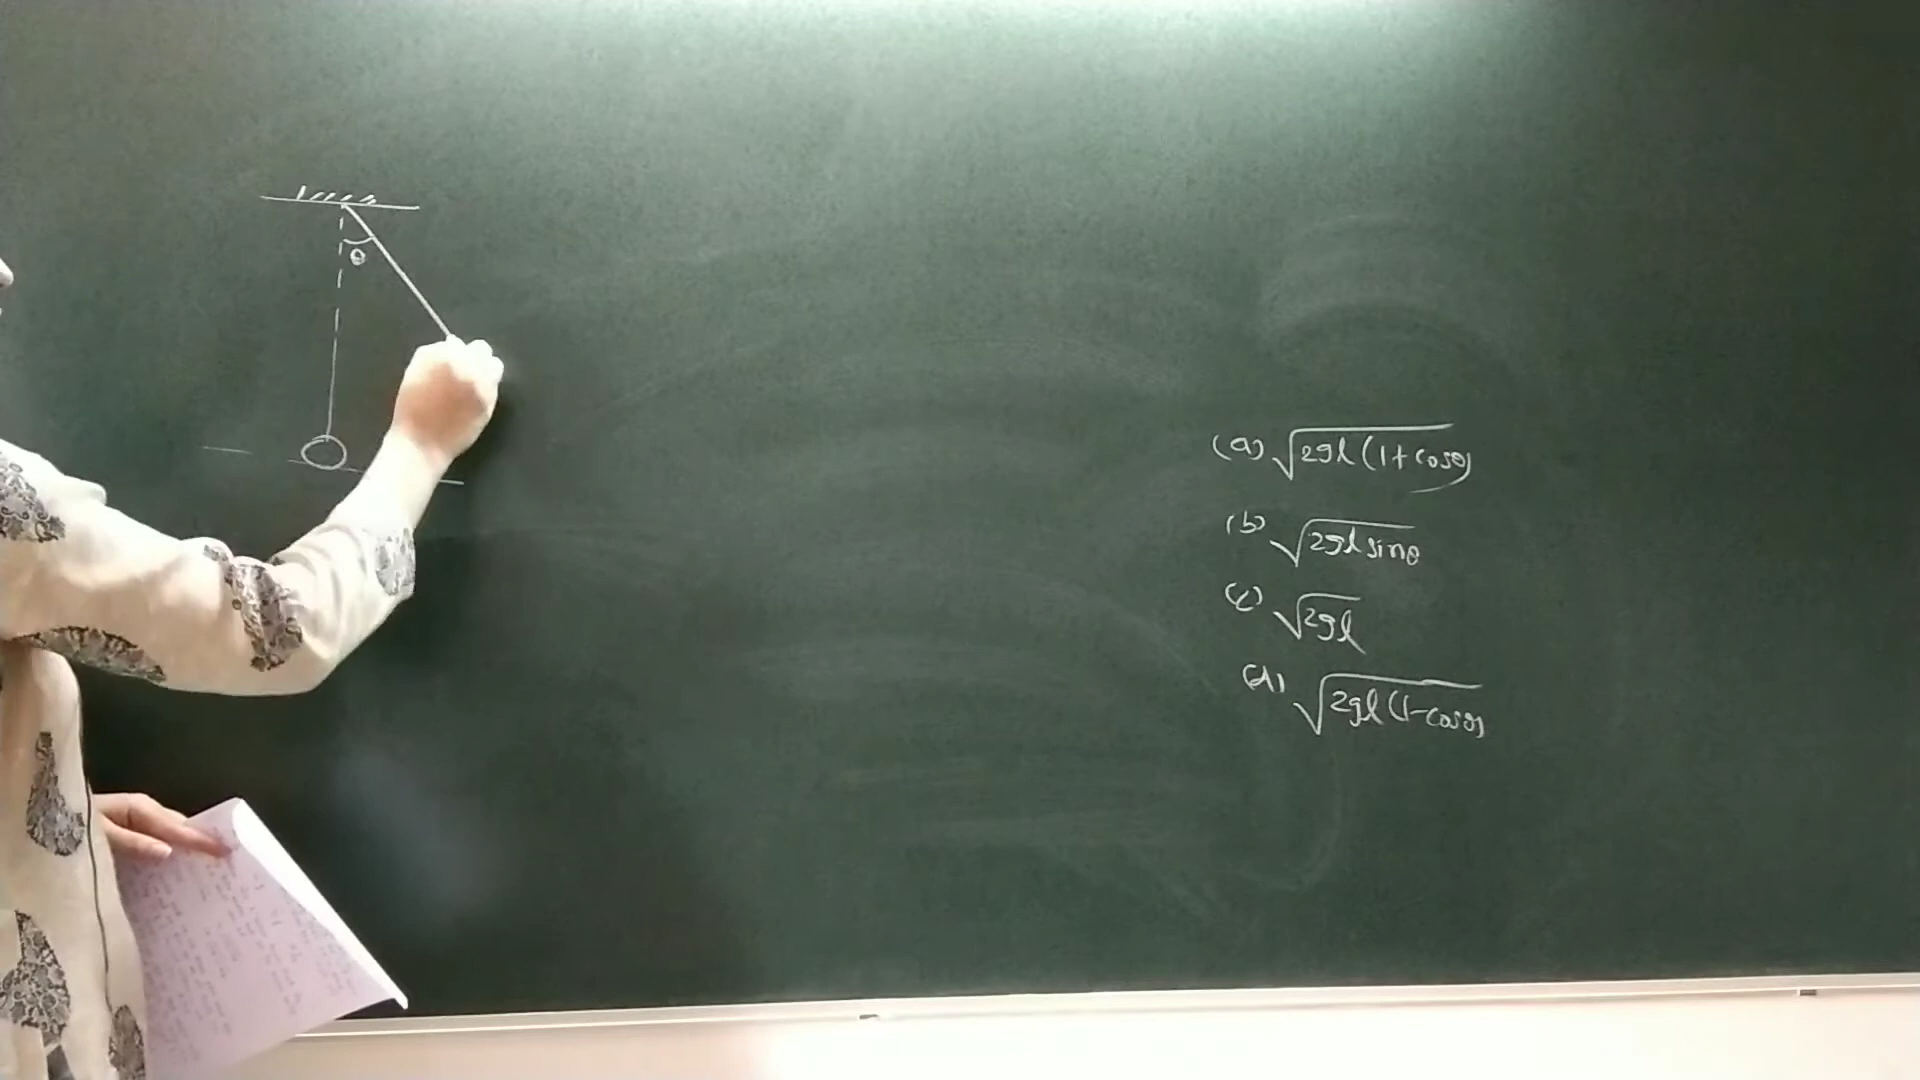 θ
(a) √2gl(1+cosθ)
(b) √2gl sinθ
(c) √2gl
(d) √2gl(1-cosθ)